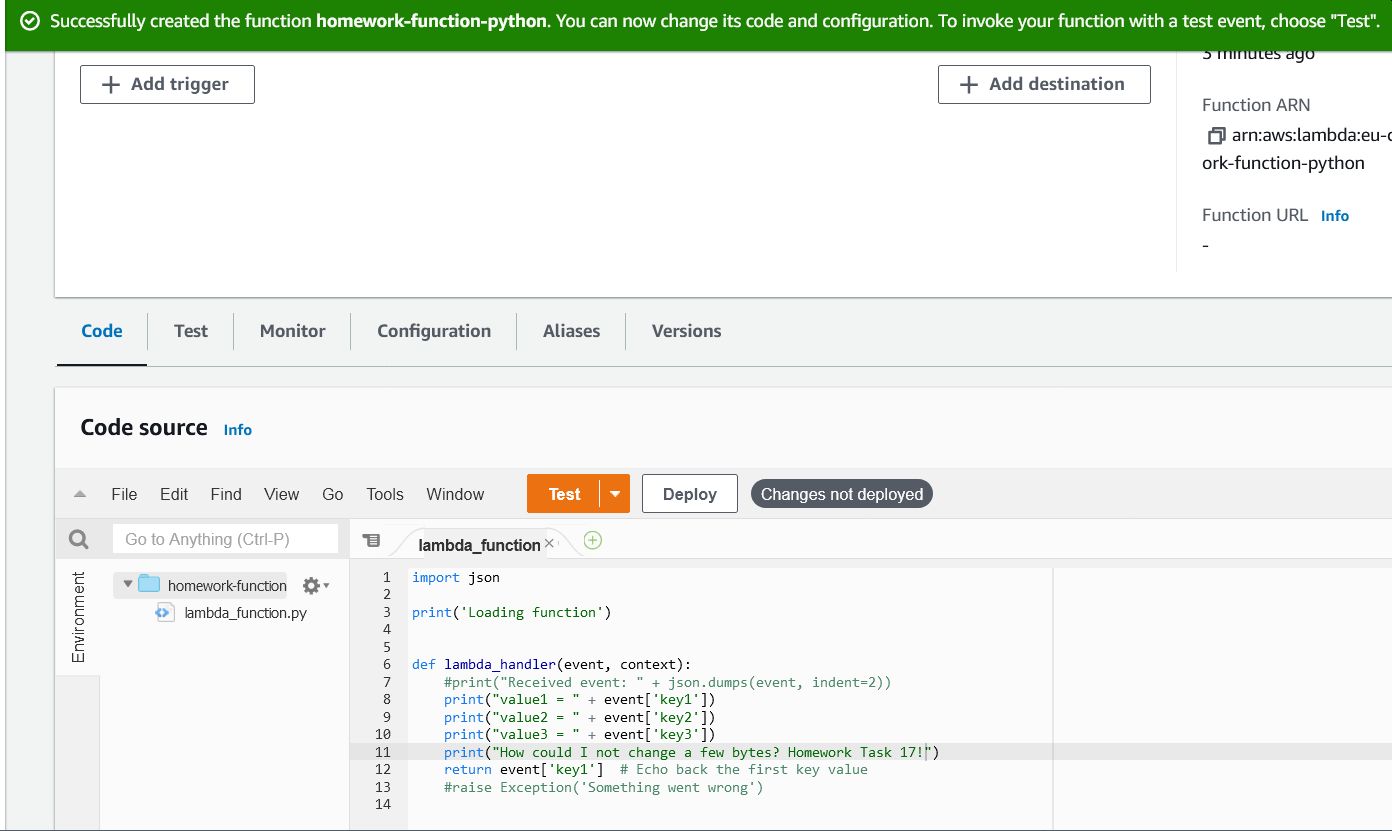 Successfully created the function homework-function-python. You can now change its code and configuration. To invoke your function with a test event, choose "Test".
3 minutes ago
Add trigger
Add destination
Function ARN
arn:aws:lambda:eu-c
ork-function-python
Function URL Info
-
Code Test Monitor Configuration Aliases Versions
Code source Info
File Edit Find View Go Tools Window Test Deploy Changes not deployed
Go to Anything (Ctrl-P)
lambda_function
Environment
homework-function
lambda_function.py
1 import json
2
3 print('Loading function')
4
5
6 def lambda_handler(event, context):
7     #print("Received event: " + json.dumps(event, indent=2))
8     print("value1 = " + event['key1'])
9     print("value2 = " + event['key2'])
10     print("value3 = " + event['key3'])
11     print("How could I not change a few bytes? Homework Task 17!")
12     return event['key1']  # Echo back the first key value
13     #raise Exception('Something went wrong')
14